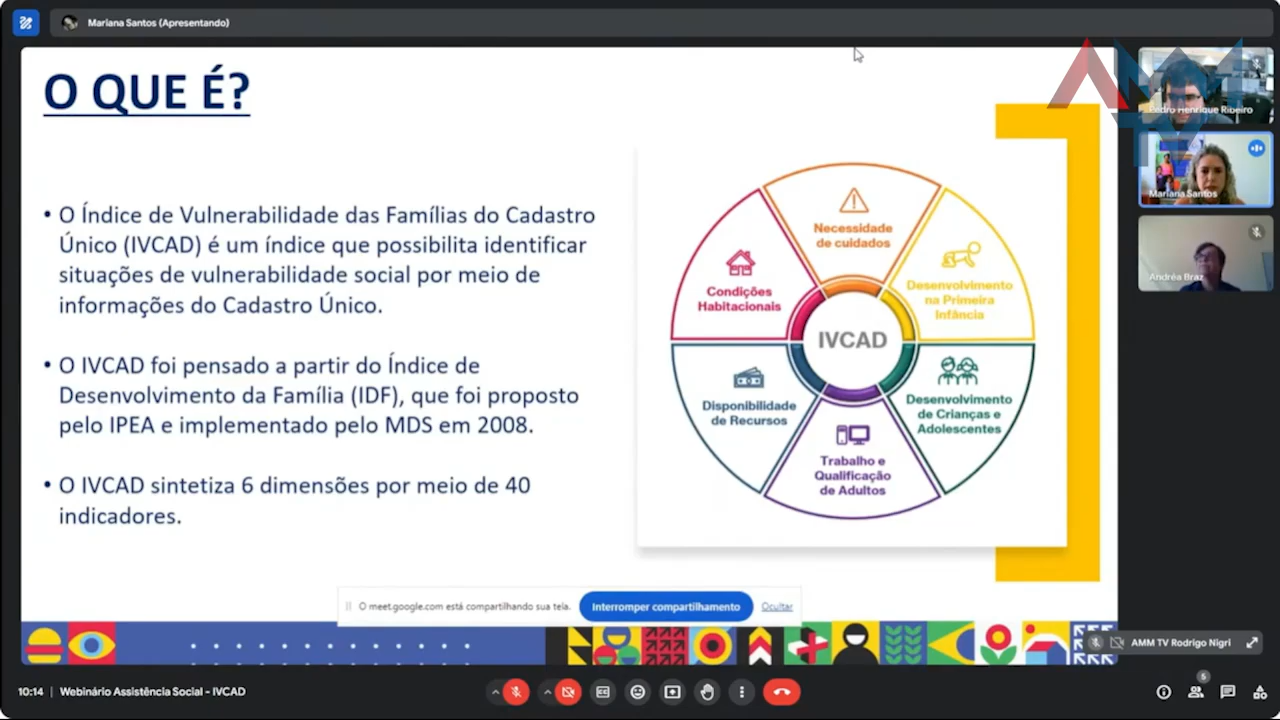 Mariana Santos (Apresentando)
O QUE É?
• O Índice de Vulnerabilidade das Famílias do Cadastro
Único (IVCAD) é um índice que possibilita identificar
situações de vulnerabilidade social por meio de
informações do Cadastro Único.
• O IVCAD foi pensado a partir do Índice de
Desenvolvimento da Família (IDF), que foi proposto
pelo IPEA e implementado pelo MDS em 2008.
• O IVCAD sintetiza 6 dimensões por meio de 40
indicadores.
Necessidade
de cuidados
Condições
Habitacionais
Desenvolvimento
na Primeira
Infância
IVCAD
Disponibilidade
de Recursos
Desenvolvimento
de Crianças e
Adolescentes
Trabalho e
Qualificação
de Adultos
AMM
Pedro Henrique Ribeiro
Mariana Santos
Andréa Braz
O meet.google.com está compartilhando sua tela.
Interromper compartilhamento
Ocultar
AMM TV Rodrigo Nigri
10:14 | Webinário Assistência Social - IVCAD
5